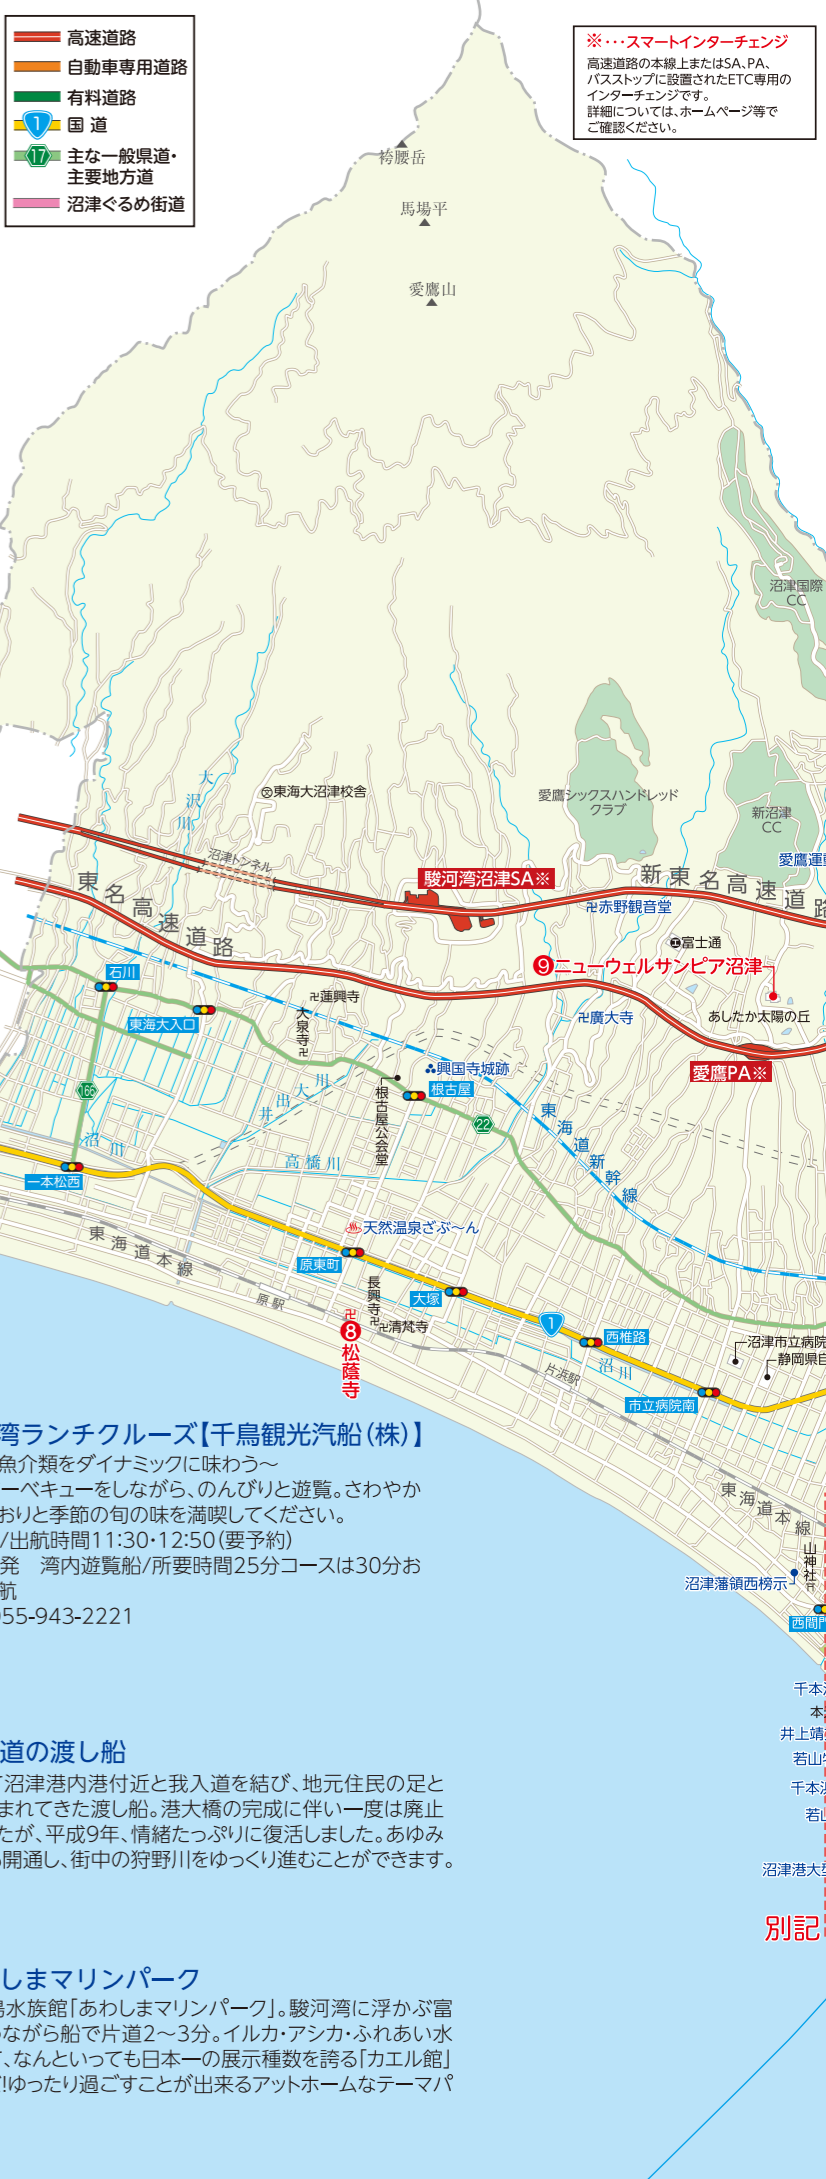 高速道路
自動車専用道路
有料道路
1 国 道
17 主な一般県道・
主要地方道
沼津ぐるめ街道
※・・・スマートインターチェンジ
高速道路の本線上またはSA、PA、
バスストップに設置されたETC専用の
インターチェンジです。
詳細については、ホームページ等で
ご確認ください。
袴腰岳
馬場平
愛鷹山
沼津国際
CC
大沢川
東海大沼津校舎
愛鷹シックスハンドレッド
クラブ
新沼津
CC
沼津トンネル
愛鷹運
駿河湾沼津SA※
新東名高速道路
東名高速道路
卍赤野観音堂
富士通
石川
9ニューウェルサンピア沼津
卍蓮興寺
東海大入口
大泉寺卍
卍廣大寺
あしたか太陽の丘
興国寺城跡
愛鷹PA※
166
根古屋
井出大川
根古屋公会堂
22
東海道新幹線
沼川
高橋川
一本松西
天然温泉ざぶ~ん
東海道本線
原東町
原駅
長興寺卍
大塚
卍清梵寺
1
卍
8
松蔭寺
西椎路
沼川
片浜駅
沼津市立病院
静岡県自
市立病院南
湾ランチクルーズ【千鳥観光汽船(株)】
魚介類をダイナミックに味わう~
ーベキューをしながら、のんびりと遊覧。さわやか
おりと季節の旬の味を満喫してください。
/出航時間11:30・12:50(要予約)
発 湾内遊覧船/所要時間25分コースは30分お
航
055-943-2221
東海道本線
山神社
沼津藩領西榜示
西間門
千本
本
井上靖
若山
千本浜
若山
沼津港大型
別記
道の渡し船
て沼津港内港付近と我入道を結び、地元住民の足と
まれてきた渡し船。港大橋の完成に伴い一度は廃止
たが、平成9年、情緒たっぷりに復活しました。あゆみ
も開通し、街中の狩野川をゆっくり進むことができます。
しまマリンパーク
島水族館「あわしまマリンパーク」。駿河湾に浮かぶ富
ながら船で片道2~3分。イルカ・アシカ・ふれあい水
て、なんといっても日本一の展示種数を誇る「カエル館」
ど!ゆったり過ごすことが出来るアットホームなテーマパ